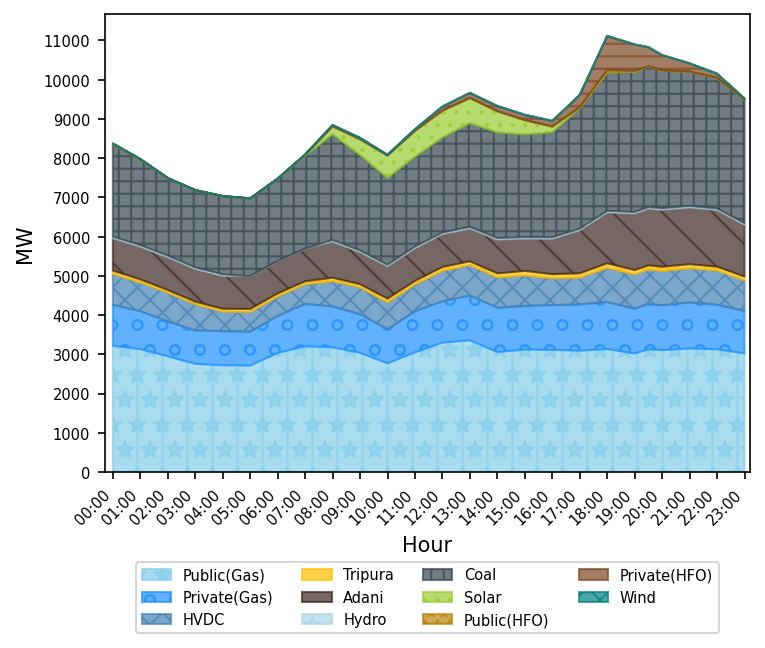 11000
10000
9000
8000
7000
6000
5000
4000
3000
2000
1000
0
MW
00:00 01:00 02:00 03:00 04:00 05:00 06:00 07:00 08:00 09:00 10:00 11:00 12:00 13:00 14:00 15:00 16:00 17:00 18:00 19:00 20:00 21:00 22:00 23:00
Hour
Public(Gas) Tripura Coal Private(HFO)
Private(Gas) Adani Solar Wind
HVDC Hydro Public(HFO)